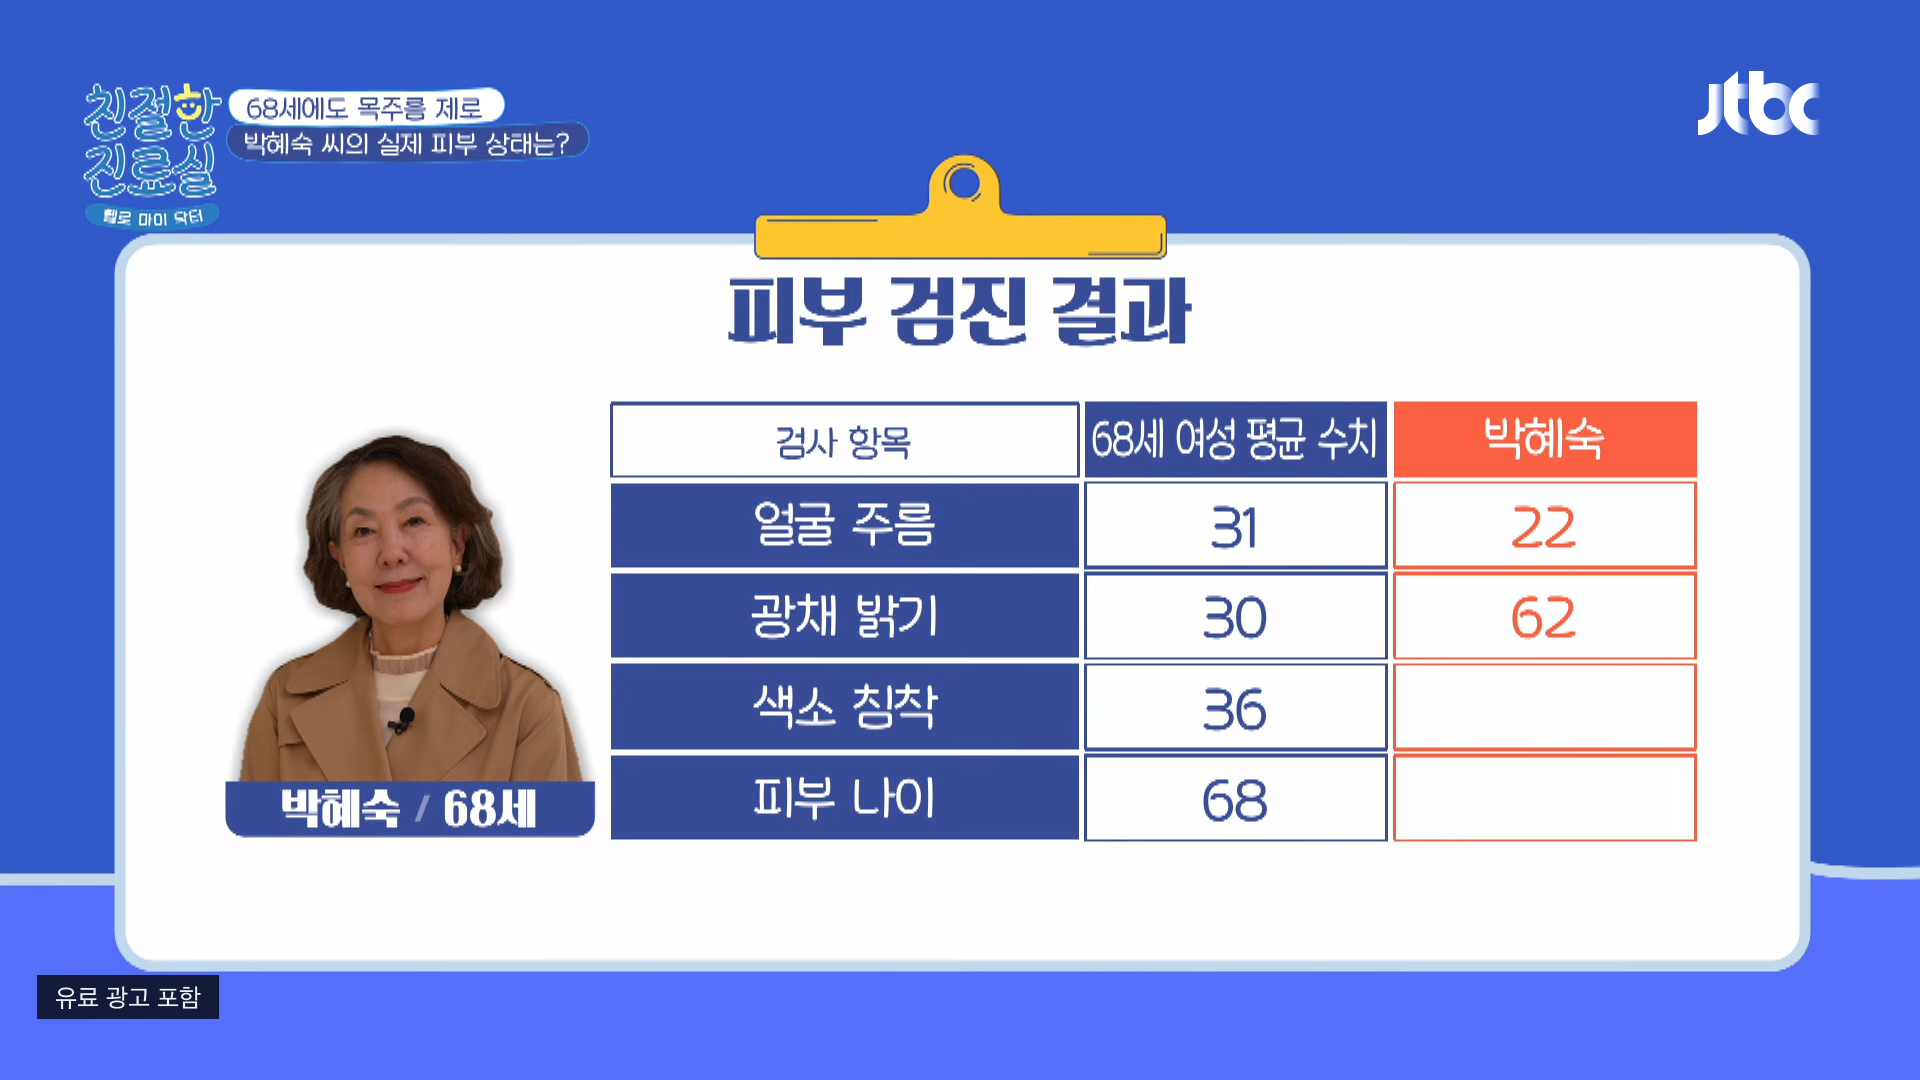 친절한
진료실
헬로 마이 닥터
68세에도 목주름 제로
박혜숙 씨의 실제 피부 상태는?
jtbc
피부 검진 결과
검사 항목 68세 여성 평균 수치 박혜숙
얼굴 주름 31 22
광채 밝기 30 62
색소 침착 36
피부 나이 68
박혜숙 / 68세
유료 광고 포함